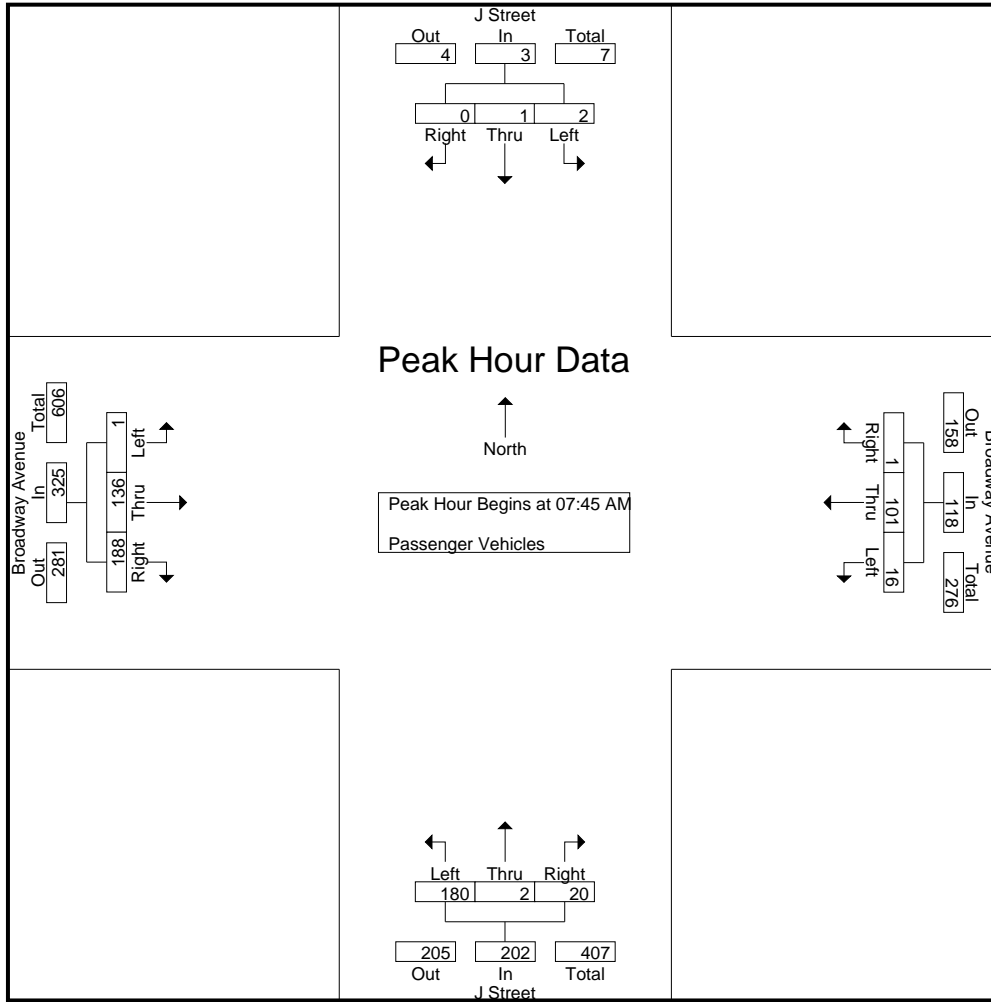 J Street
Out In Total
4 3 7
0 1 2
Right Thru Left
Peak Hour Data
North
Peak Hour Begins at 07:45 AM
Passenger Vehicles
Broadway Avenue
Total In Out
606 325 281
1 136 188
Left Thru Right
Broadway Avenue
Out In Total
158 118 276
1 101 16
Right Thru Left
Left Thru Right
180 2 20
205 202 407
Out In Total
J Street